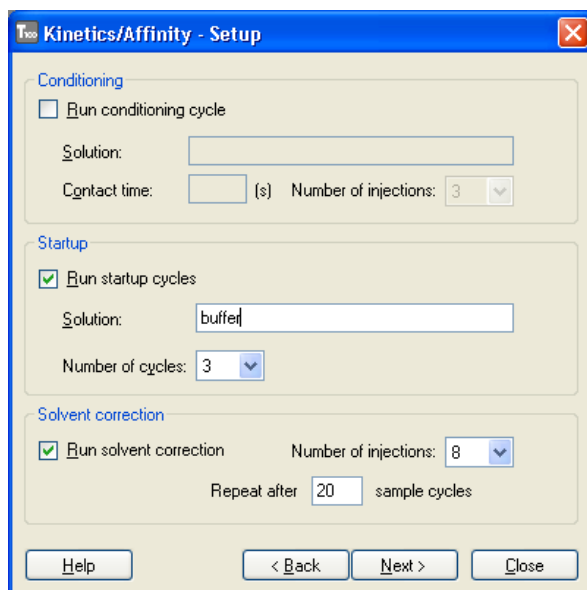 T100 Kinetics/Affinity - Setup
Conditioning
Run conditioning cycle
Solution:
Contact time: (s) Number of injections: 3
Startup
Run startup cycles
Solution: buffer
Number of cycles: 3
Solvent correction
Run solvent correction Number of injections: 8
Repeat after 20 sample cycles
Help < Back Next > Close